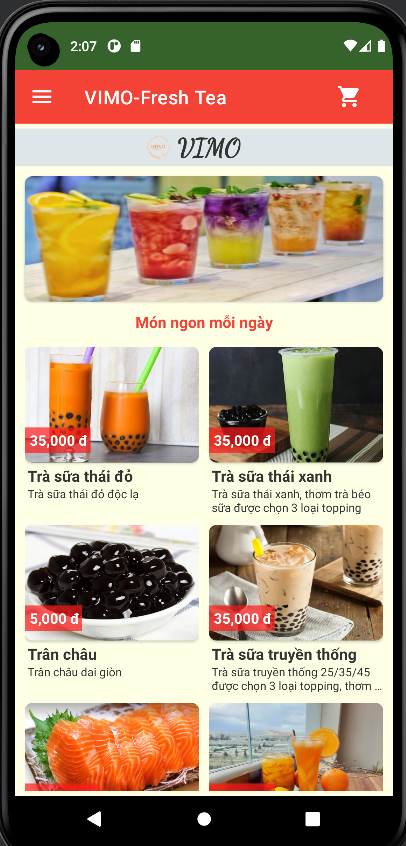 2:07
VIMO-Fresh Tea
VIMO
Món ngon mỗi ngày
35,000 đ
35,000 đ
Trà sữa thái đỏ
Trà sữa thái xanh
Trà sữa thái đỏ độc lạ
Trà sữa thái xanh, thơm trà béo
sữa được chọn 3 loại topping
5,000 đ
35,000 đ
Trân châu
Trà sữa truyền thống
Trân châu dai giòn
Trà sữa truyền thống 25/35/45
được chọn 3 loại topping, thơm ...